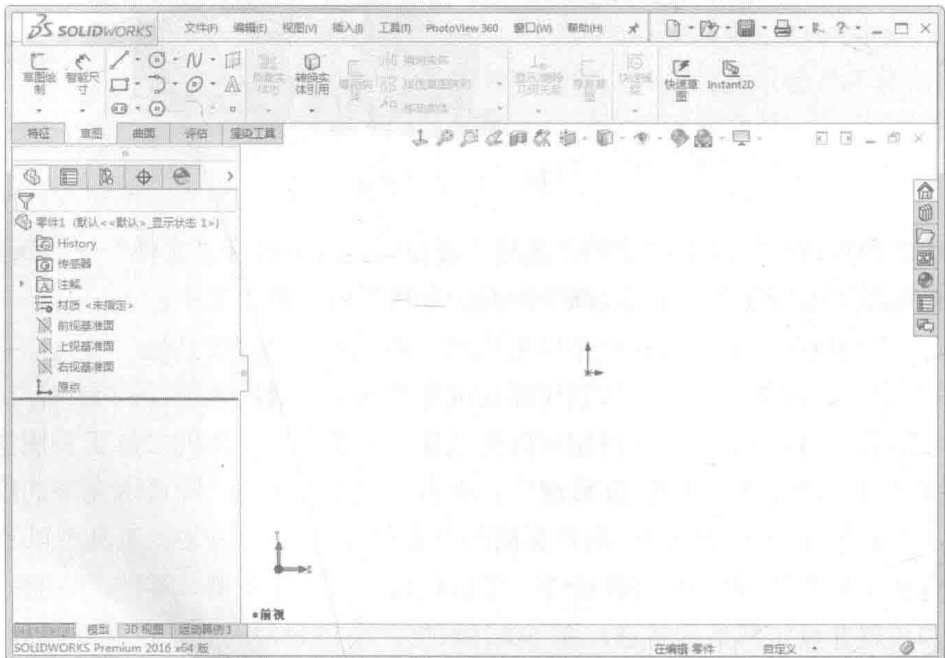 SOLIDWORKS 文件(F) 编辑(E) 视图(V) 插入(I) 工具(T) PhotoView 360 窗口(W) 帮助(H)
草图绘制 智能尺寸 转换实体引用 快速草图 Instant2D
特征 草图 曲面 评估 渲染工具
零件1 (默认<<默认>_显示状态 1>)
History
传感器
注解
材质 <未指定>
前视基准面
上视基准面
右视基准面
原点
*前视
模型 3D 视图 运动算例1
SOLIDWORKS Premium 2016 x64 版 在编辑 零件 自定义